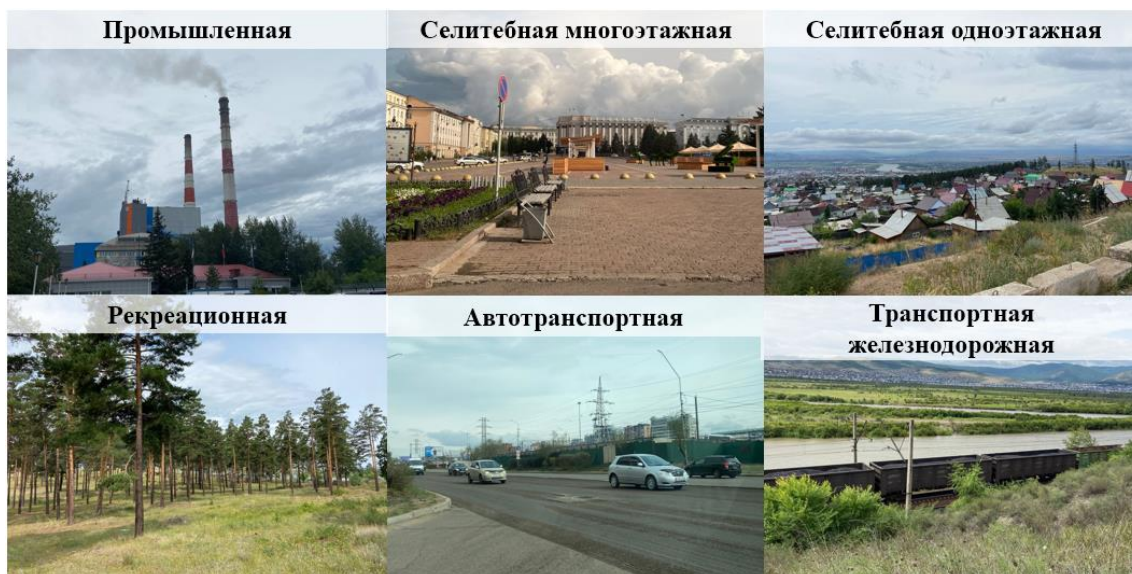 Промышленная
Селитебная многоэтажная
Селитебная одноэтажная
Рекреационная
Автотранспортная
Транспортная
железнодорожная